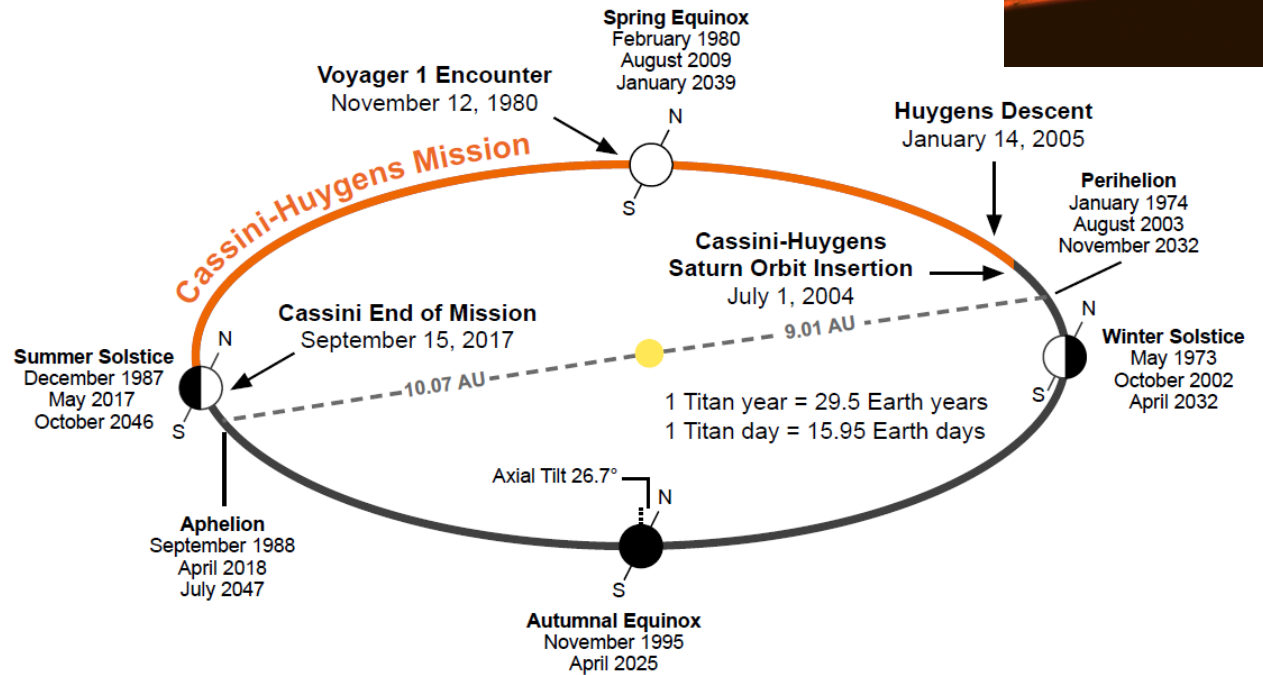 Spring Equinox
February 1980
August 2009
January 2039
Voyager 1 Encounter
November 12, 1980
N
S
Huygens Descent
January 14, 2005
Cassini-Huygens Mission
Perihelion
January 1974
August 2003
November 2032
Cassini-Huygens
Saturn Orbit Insertion
July 1, 2004
9.01 AU
Cassini End of Mission
September 15, 2017
10.07 AU
Summer Solstice
December 1987
May 2017
October 2046
N
S
Winter Solstice
May 1973
October 2002
April 2032
N
S
1 Titan year = 29.5 Earth years
1 Titan day = 15.95 Earth days
Axial Tilt 26.7°
N
S
Aphelion
September 1988
April 2018
July 2047
Autumnal Equinox
November 1995
April 2025